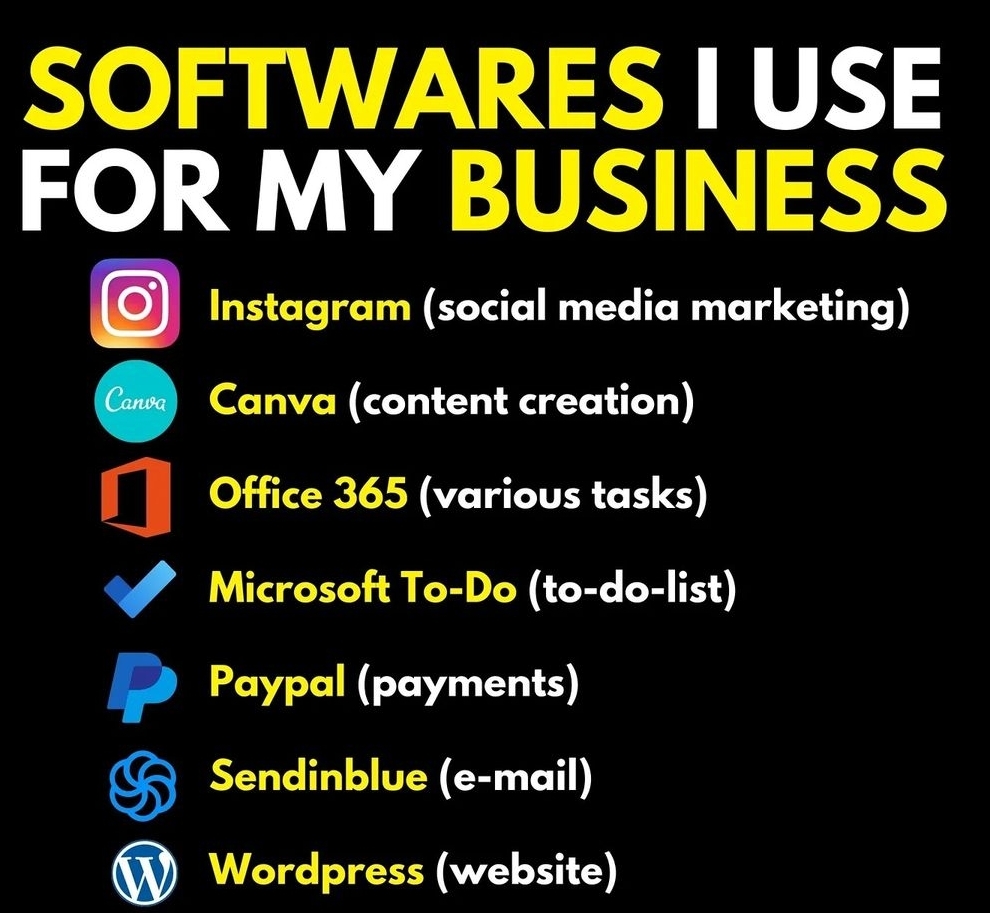 SOFTWARES I USE
FOR MY BUSINESS
Instagram (social media marketing)
Canva
Canva (content creation)
Office 365 (various tasks)
Microsoft To-Do (to-do-list)
Paypal (payments)
Sendinblue (e-mail)
Wordpress (website)